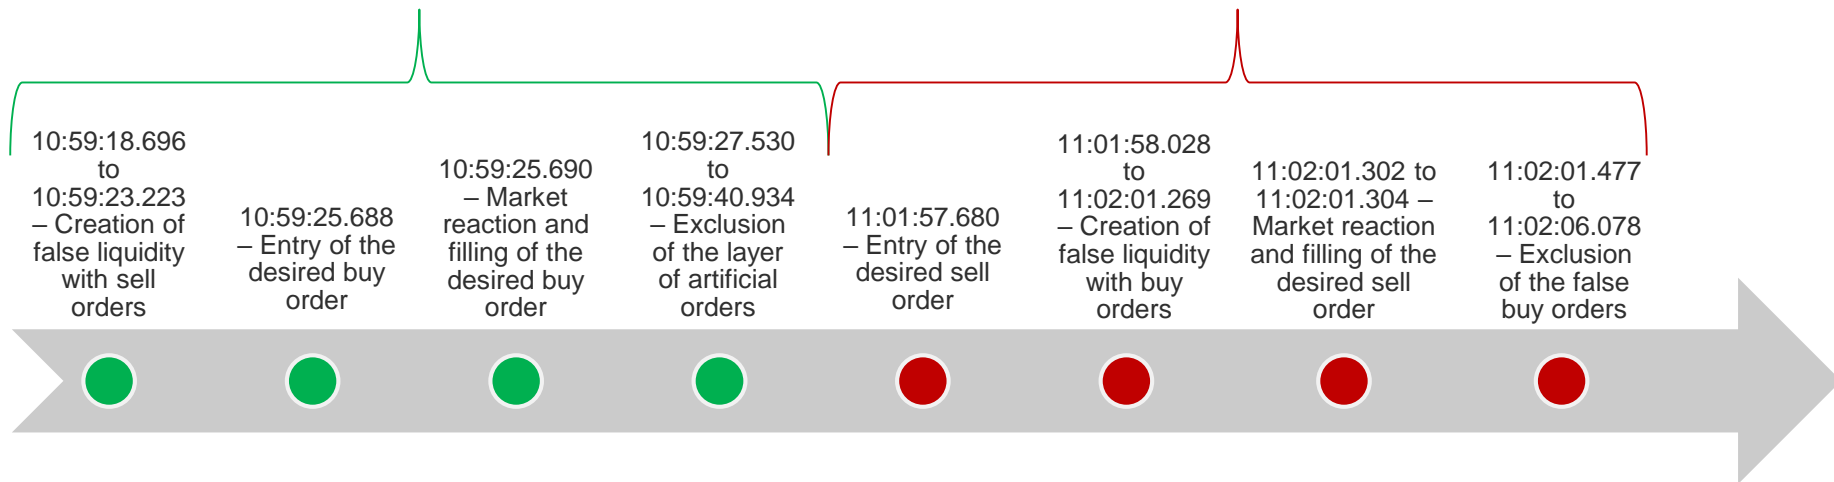 10:59:18.696
to
10:59:23.223
– Creation of
false liquidity
with sell
orders
10:59:25.688
– Entry of the
desired buy
order
10:59:25.690
– Market
reaction and
filling of the
desired buy
order
10:59:27.530
to
10:59:40.934
– Exclusion
of the layer
of artificial
orders
11:01:57.680
– Entry of the
desired sell
order
11:01:58.028
to
11:02:01.269
– Creation of
false liquidity
with buy
orders
11:02:01.302 to
11:02:01.304 –
Market reaction
and filling of the
desired sell
order
11:02:01.477
to
11:02:06.078
– Exclusion
of the false
buy orders